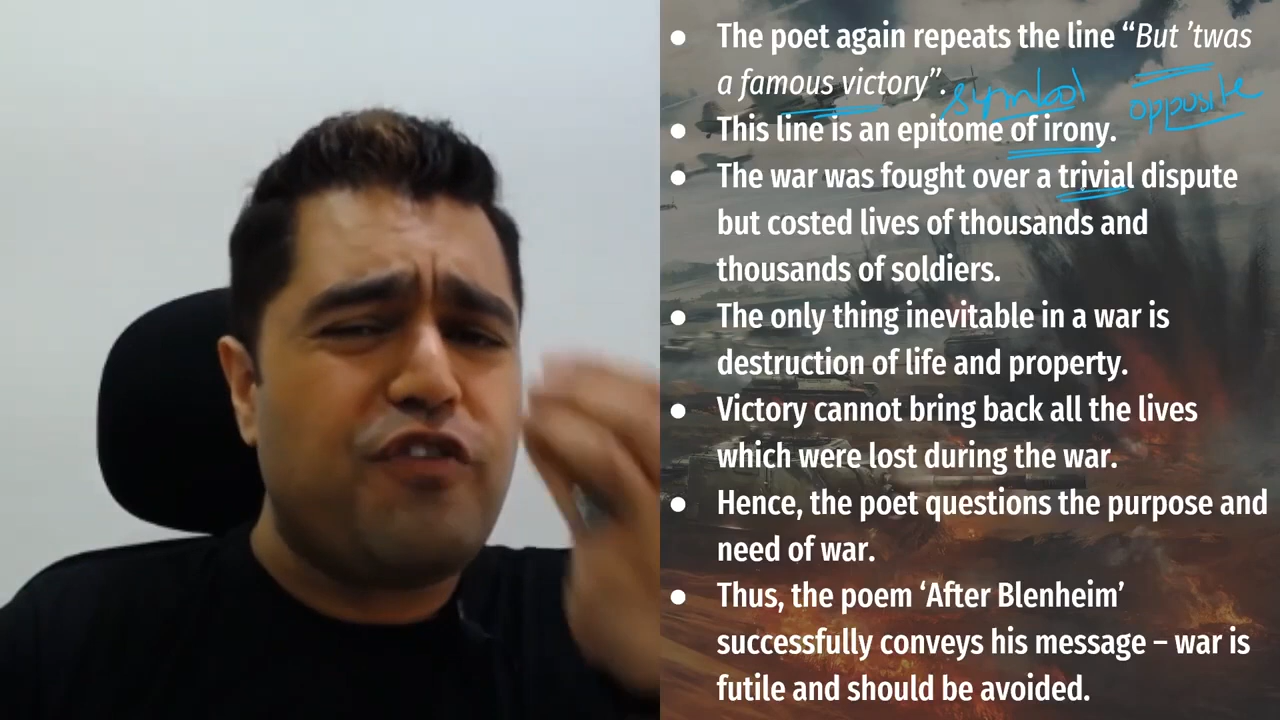 ● The poet again repeats the line “But ’twas
a famous victory”.
symbol opposite
● This line is an epitome of irony.
● The war was fought over a trivial dispute
but costed lives of thousands and
thousands of soldiers.
● The only thing inevitable in a war is
destruction of life and property.
● Victory cannot bring back all the lives
which were lost during the war.
● Hence, the poet questions the purpose and
need of war.
● Thus, the poem ‘After Blenheim’
successfully conveys his message – war is
futile and should be avoided.